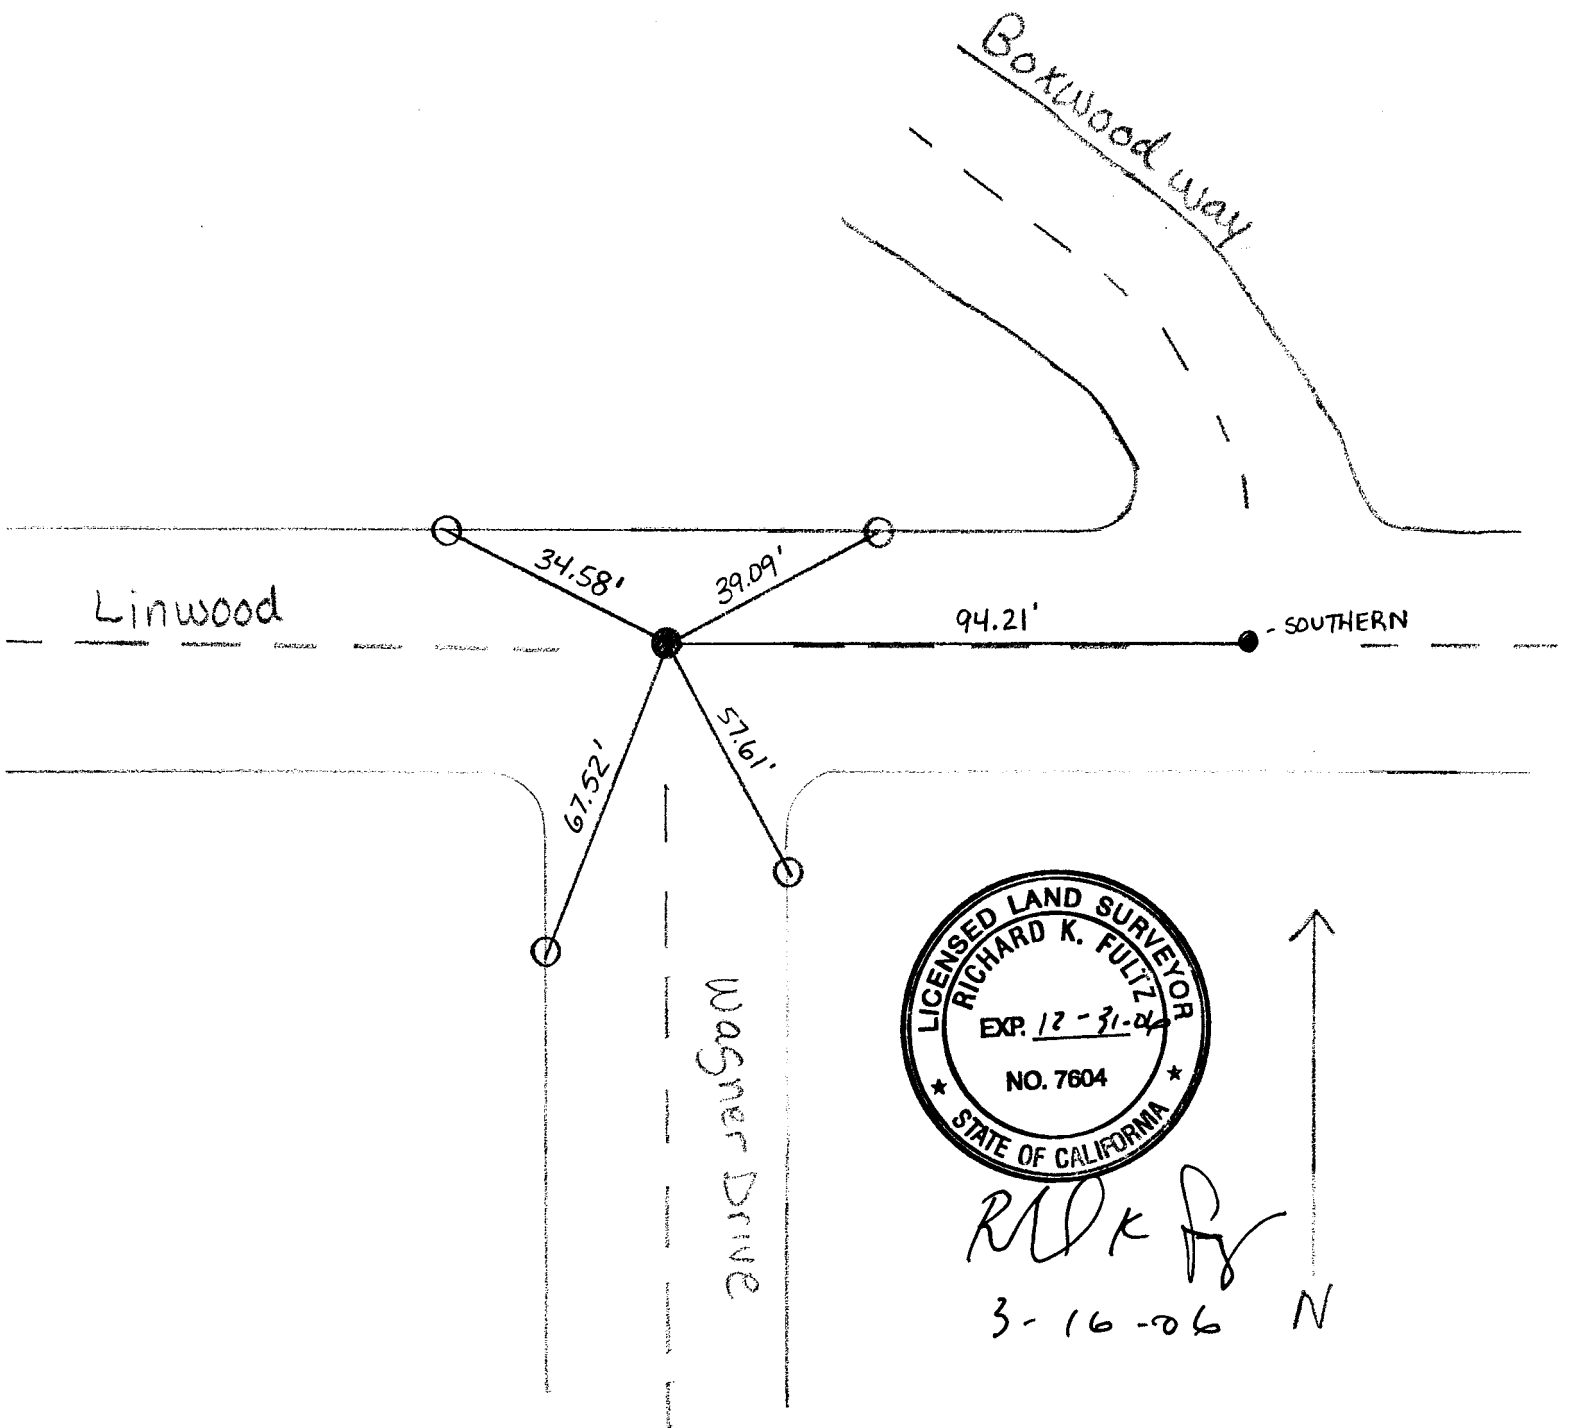 Boxwood Way
34.58'
39.09'
Linwood
94.21'
- SOUTHERN
67.52'
57.61'
Wagner Drive
LICENSED LAND SURVEYOR
RICHARD K. FULTZ
EXP. 12-31-06
NO. 7604
STATE OF CALIFORNIA
3-16-06
N